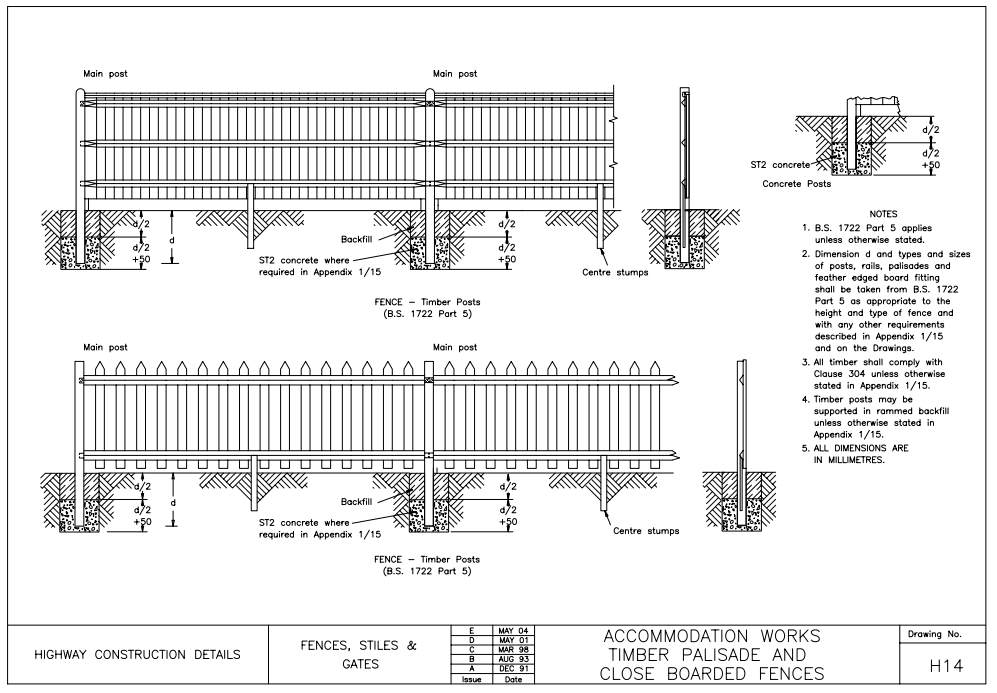 Main post
Main post
d/2
d/2
+50
d
Backfill
ST2 concrete where
required in Appendix 1/15
d/2
d/2
+50
Centre stumps
FENCE – Timber Posts
(B.S. 1722 Part 5)
d/2
d/2
+50
ST2 concrete
Concrete Posts
Main post
Main post
d/2
d/2
+50
d
Backfill
ST2 concrete where
required in Appendix 1/15
d/2
d/2
+50
Centre stumps
FENCE – Timber Posts
(B.S. 1722 Part 5)
NOTES
1. B.S. 1722 Part 5 applies
unless otherwise stated.
2. Dimension d and types and sizes
of posts, rails, palisades and
feather edged board fitting
shall be taken from B.S. 1722
Part 5 as appropriate to the
height and type of fence and
with any other requirements
described in Appendix 1/15
and on the Drawings.
3. All timber shall comply with
Clause 304 unless otherwise
stated in Appendix 1/15.
4. Timber posts may be
supported in rammed backfill
unless otherwise stated in
Appendix 1/15.
5. ALL DIMENSIONS ARE
IN MILLIMETRES.
HIGHWAY CONSTRUCTION DETAILS
FENCES, STILES &
GATES
E MAY 04
D MAY 01
C MAR 98
B AUG 93
A DEC 91
Issue Date
ACCOMMODATION WORKS
TIMBER PALISADE AND
CLOSE BOARDED FENCES
Drawing No.
H14